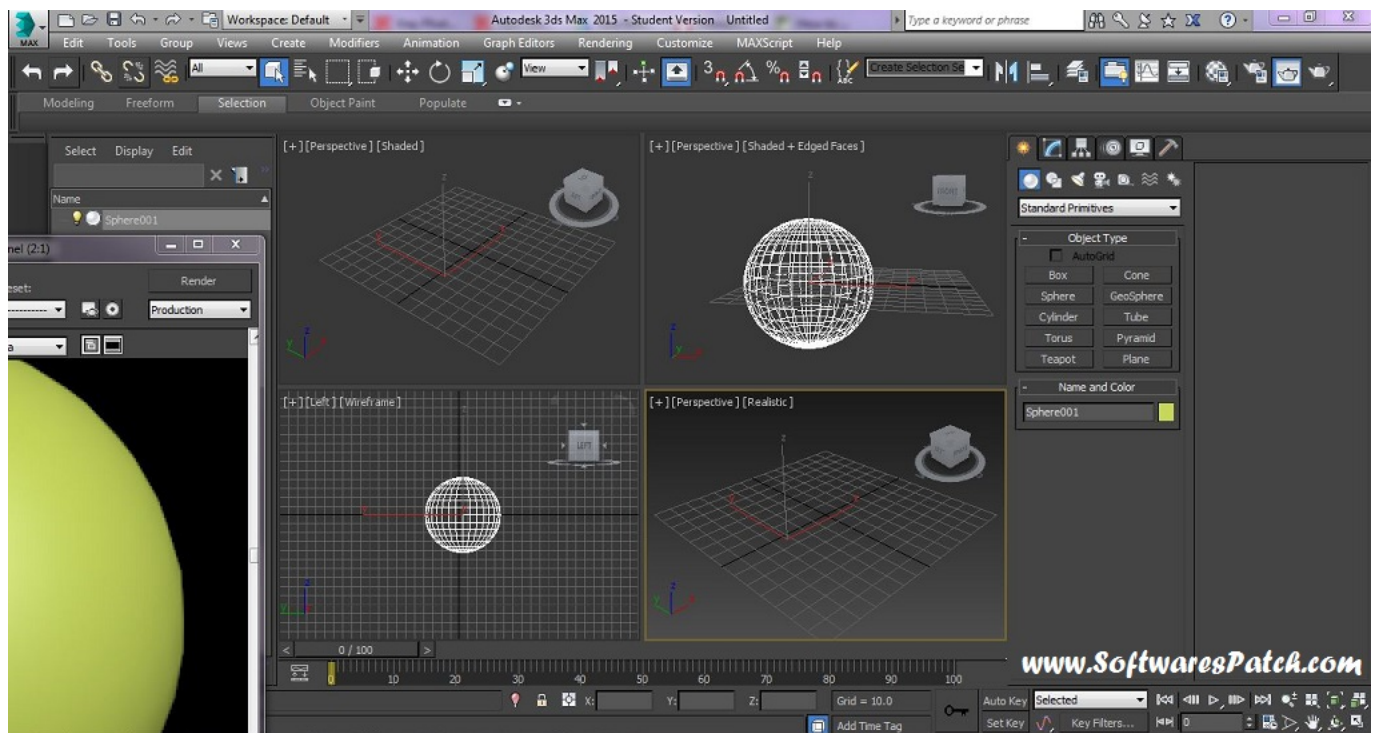 Workspace: Default
Autodesk 3ds Max 2015 - Student Version   Untitled
Type a keyword or phrase
MAX
Edit Tools Group Views Create Modifiers Animation Graph Editors Rendering Customize MAXScript Help
All
View
Create Selection Se
Modeling Freeform Selection Object Paint Populate
Select Display Edit
Name
Sphere001
nel (2:1)
eset:
Render
Production
[+][Perspective][Shaded]
[+][Perspective][Shaded + Edged Faces]
FRONT
[+][Left][Wireframe]
LEFT
[+][Perspective][Realistic]
Standard Primitives
- Object Type
AutoGrid
Box Cone
Sphere GeoSphere
Cylinder Tube
Torus Pyramid
Teapot Plane
- Name and Color
Sphere001
< 0 / 100 >
0 10 20 30 40 50 60 70 80 90 100
www.SoftwaresPatch.com
X: Y: Z: Grid = 10.0
Auto Key Selected
Add Time Tag
Set Key Key Filters... 0